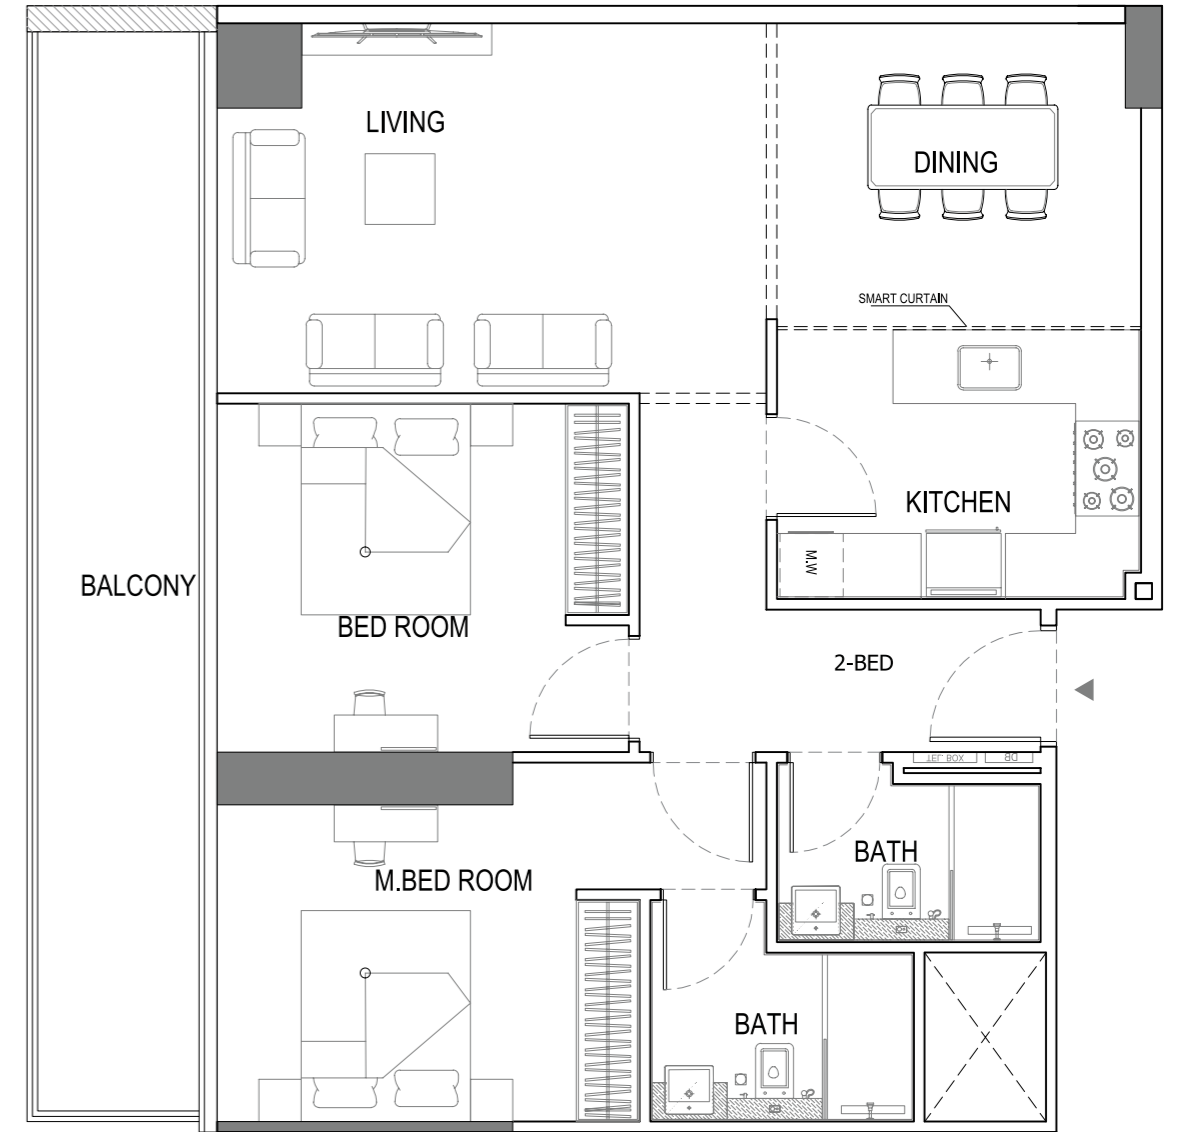 LIVING
DINING
SMART CURTAIN
KITCHEN
M.W
BALCONY
BED ROOM
2-BED
TEL. BOX
DB
BATH
M.BED ROOM
BATH